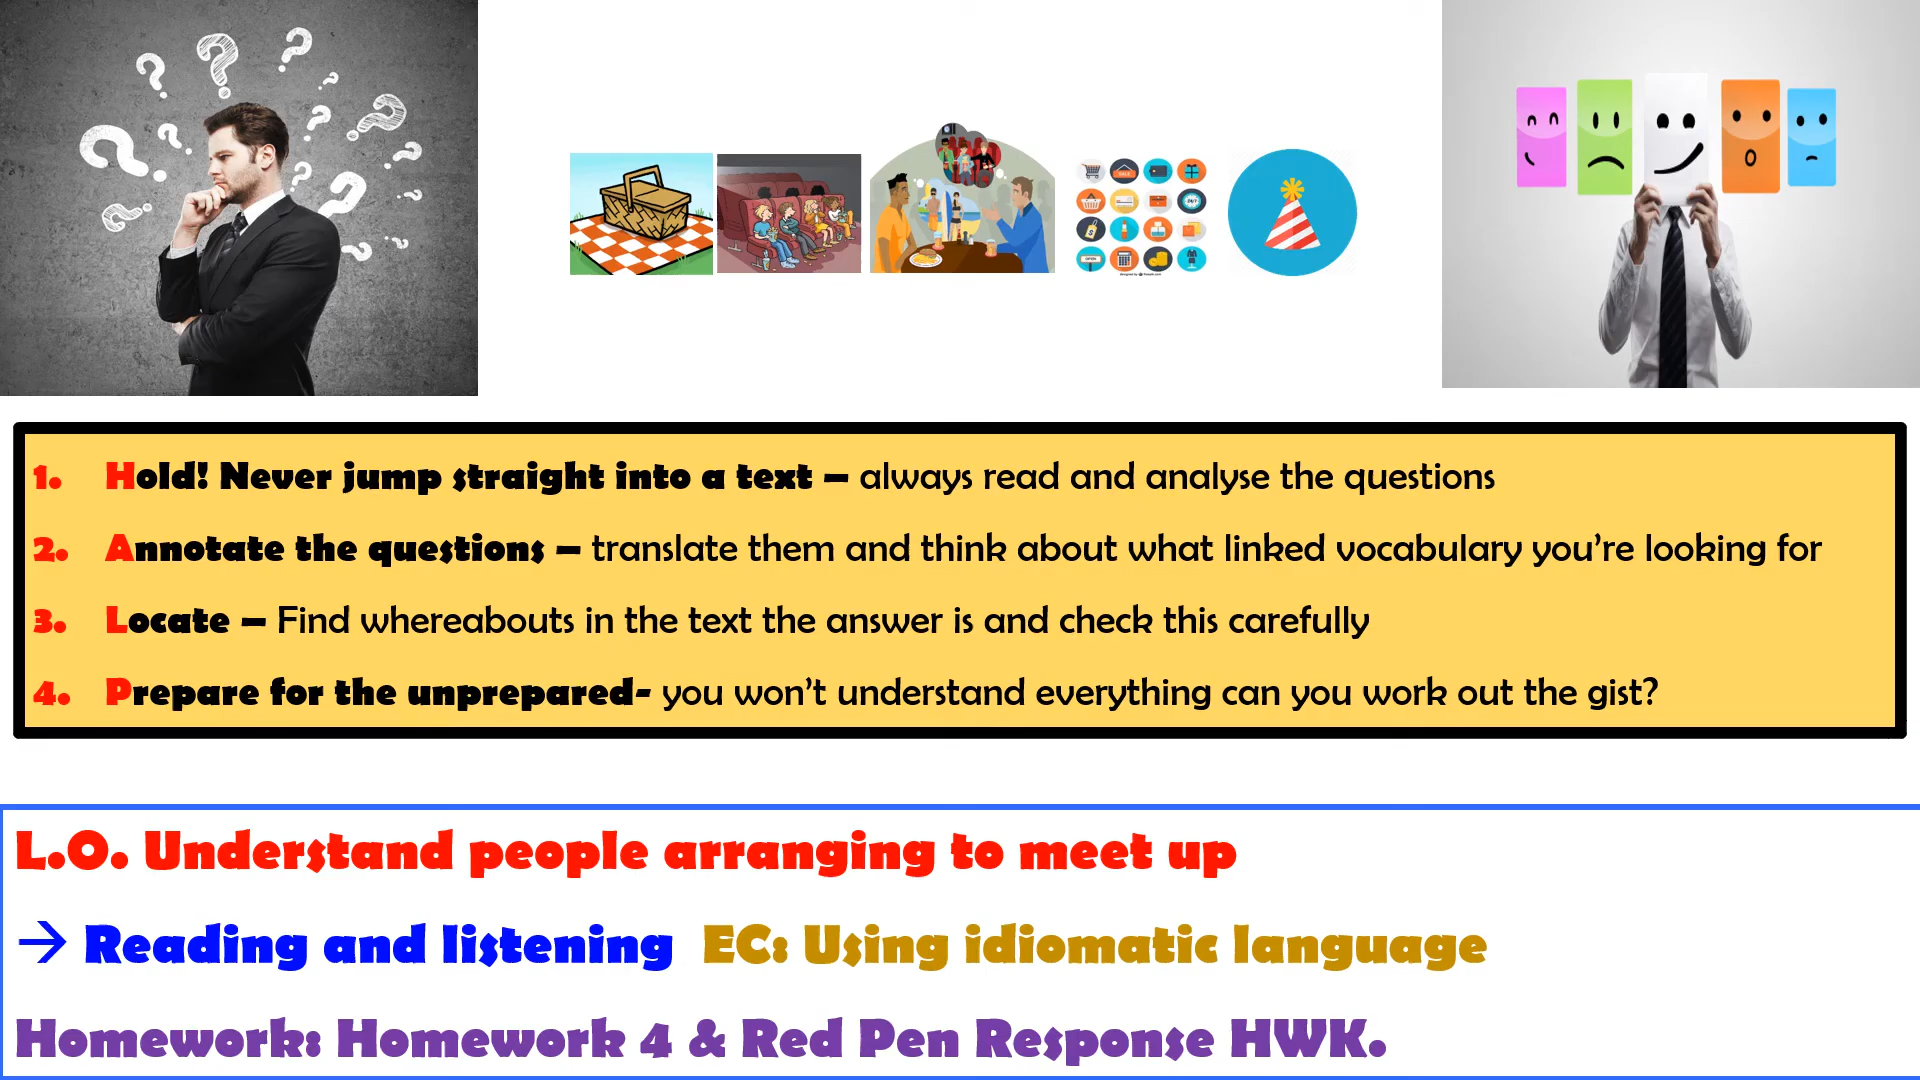 1. Hold! Never jump straight into a text – always read and analyse the questions
2. Annotate the questions – translate them and think about what linked vocabulary you're looking for
3. Locate – Find whereabouts in the text the answer is and check this carefully
4. Prepare for the unprepared- you won't understand everything can you work out the gist?
L.O. Understand people arranging to meet up
→ Reading and listening EC: Using idiomatic language
Homework: Homework 4 & Red Pen Response HWK.